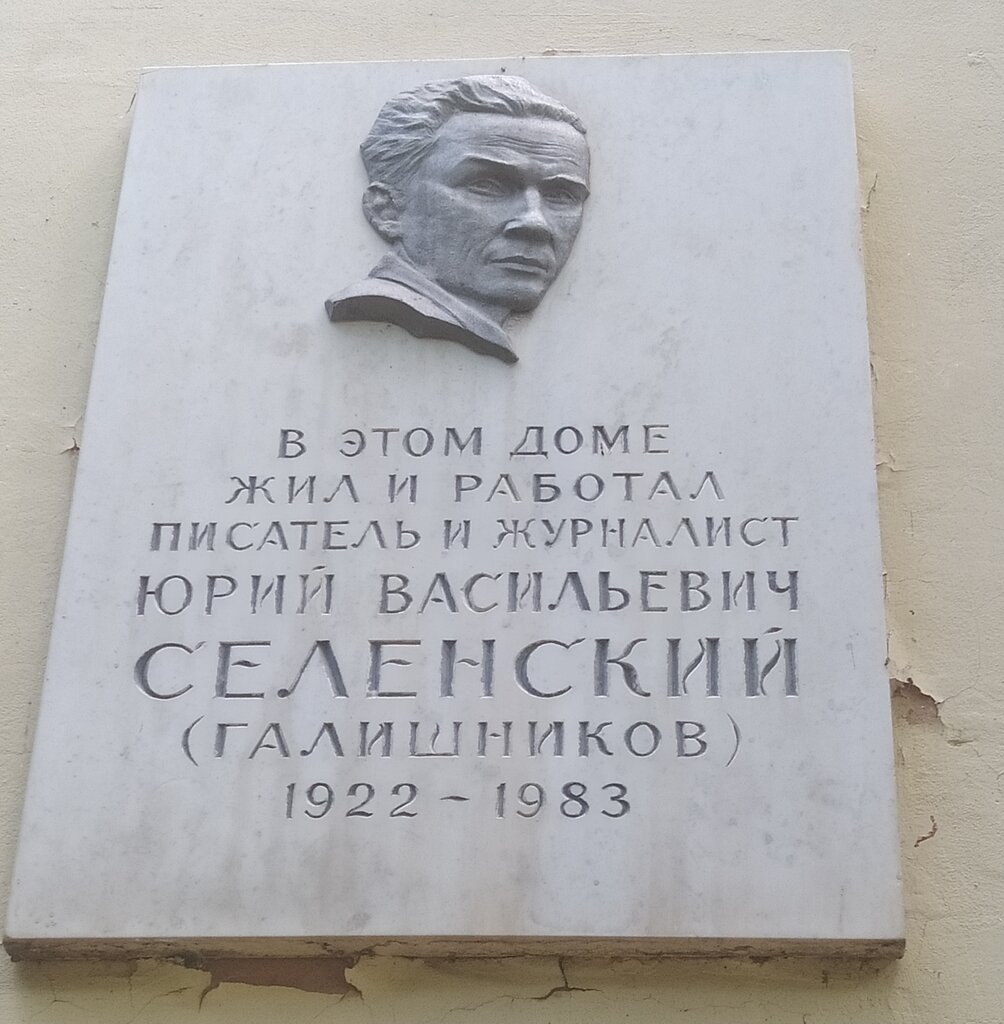 В ЭТОМ ДОМЕ
ЖИЛ И РАБОТАЛ
ПИСАТЕЛЬ И ЖУРНАЛИСТ
ЮРИЙ ВАСИЛЬЕВИЧ
СЕЛЕНСКИЙ
(ГАЛИШНИКОВ)
1922 – 1983